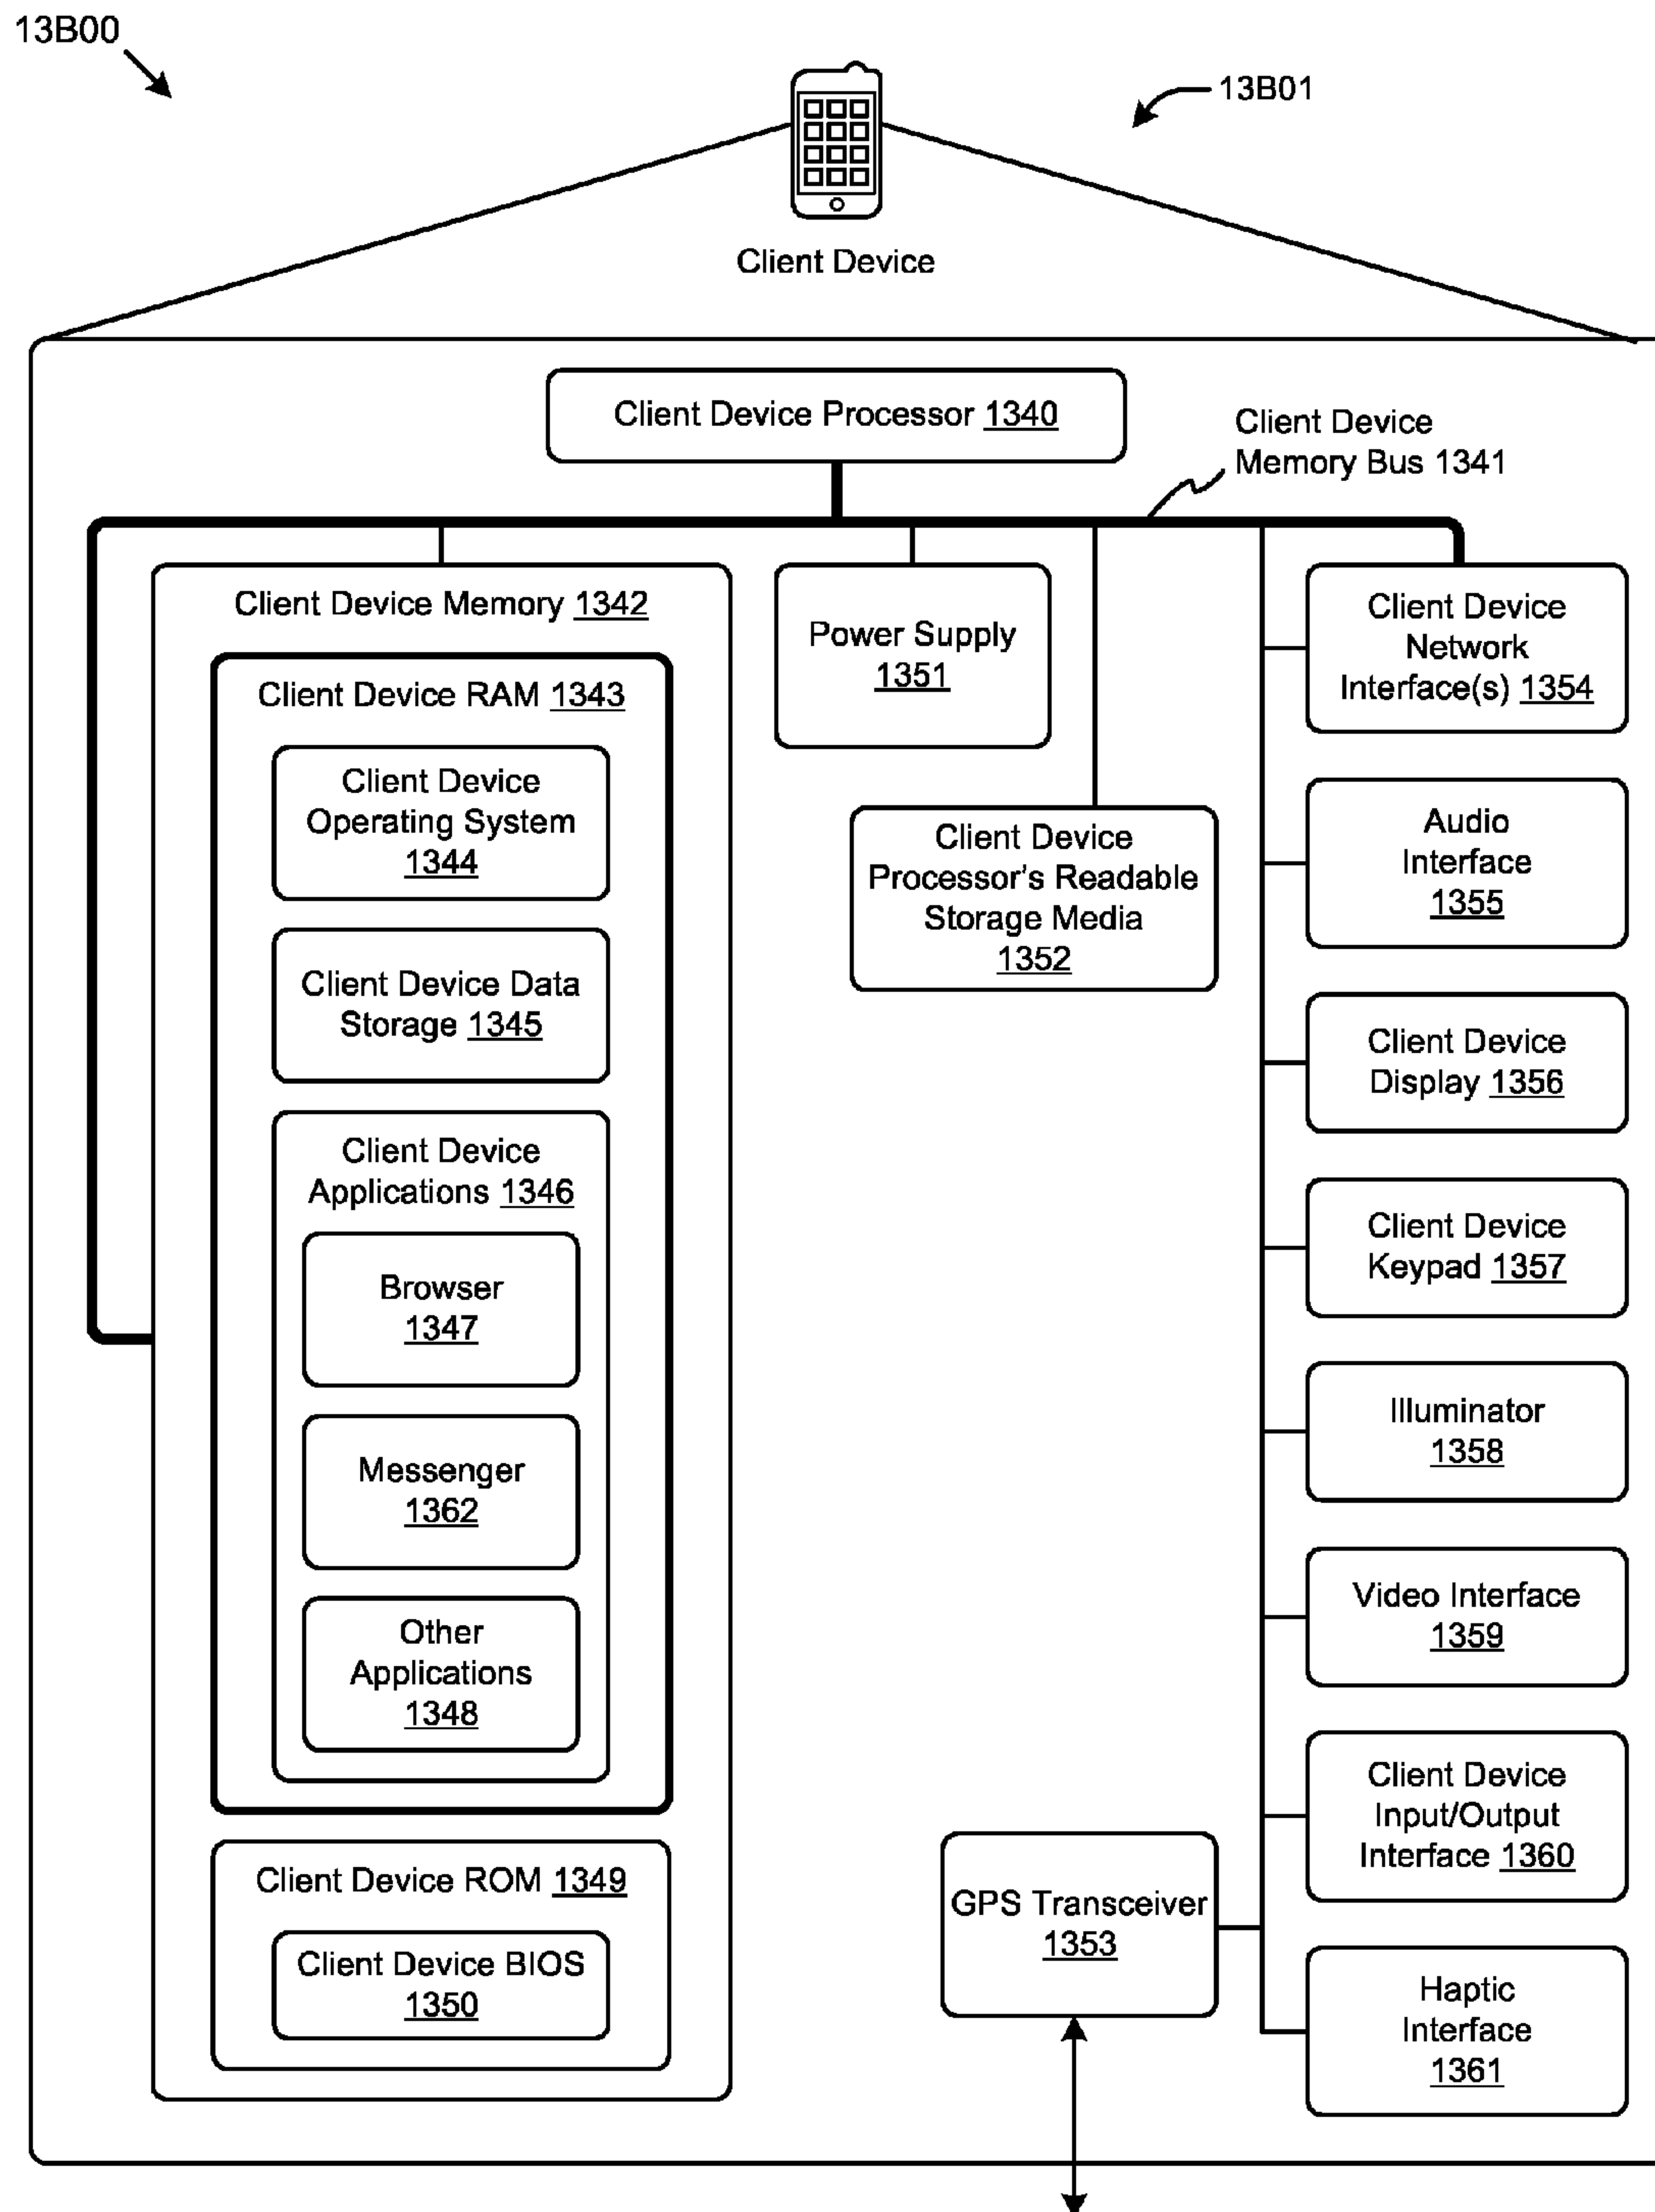 13B00
13B01
Client Device
Client Device Processor 1340
Client Device
Memory Bus 1341
Client Device Memory 1342
Client Device RAM 1343
Client Device
Operating System
1344
Client Device Data
Storage 1345
Client Device
Applications 1346
Browser
1347
Messenger
1362
Other
Applications
1348
Client Device ROM 1349
Client Device BIOS
1350
Power Supply
1351
Client Device
Processor's Readable
Storage Media
1352
GPS Transceiver
1353
Client Device
Network
Interface(s) 1354
Audio
Interface
1355
Client Device
Display 1356
Client Device
Keypad 1357
Illuminator
1358
Video Interface
1359
Client Device
Input/Output
Interface 1360
Haptic
Interface
1361